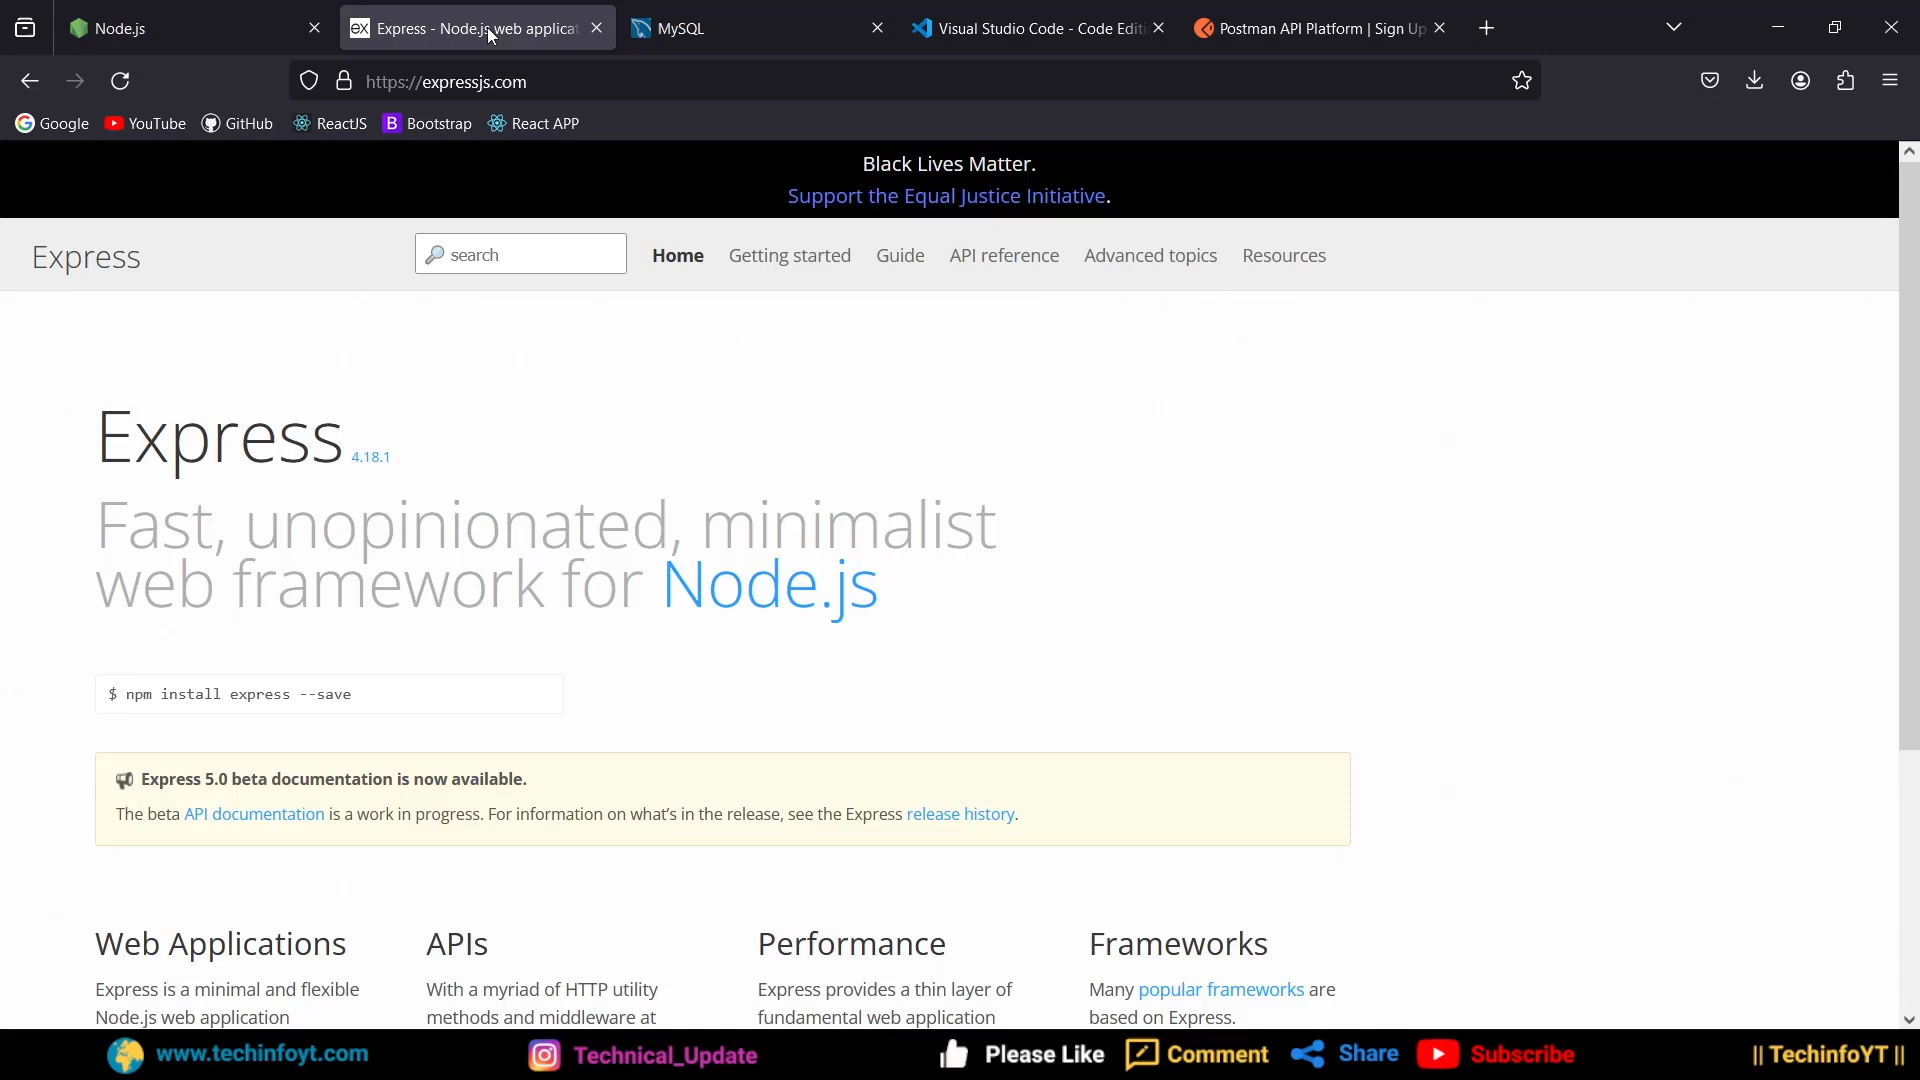 Node.js
ex Express - Node.js web applicat
MySQL
Visual Studio Code - Code Editi
Postman API Platform | Sign Up
https://expressjs.com
Google
YouTube
GitHub
ReactJS
B Bootstrap
React APP
Black Lives Matter.
Support the Equal Justice Initiative.
Express
search
Home
Getting started
Guide
API reference
Advanced topics
Resources
Express 4.18.1
Fast, unopinionated, minimalist
web framework for Node.js
$ npm install express --save
Express 5.0 beta documentation is now available.
The beta API documentation is a work in progress. For information on what's in the release, see the Express release history.
Web Applications
Express is a minimal and flexible
Node.js web application
APIs
With a myriad of HTTP utility
methods and middleware at
Performance
Express provides a thin layer of
fundamental web application
Frameworks
Many popular frameworks are
based on Express.
www.techinfoyt.com
Technical_Update
Please Like
Comment
Share
Subscribe
|| TechinfoYT ||